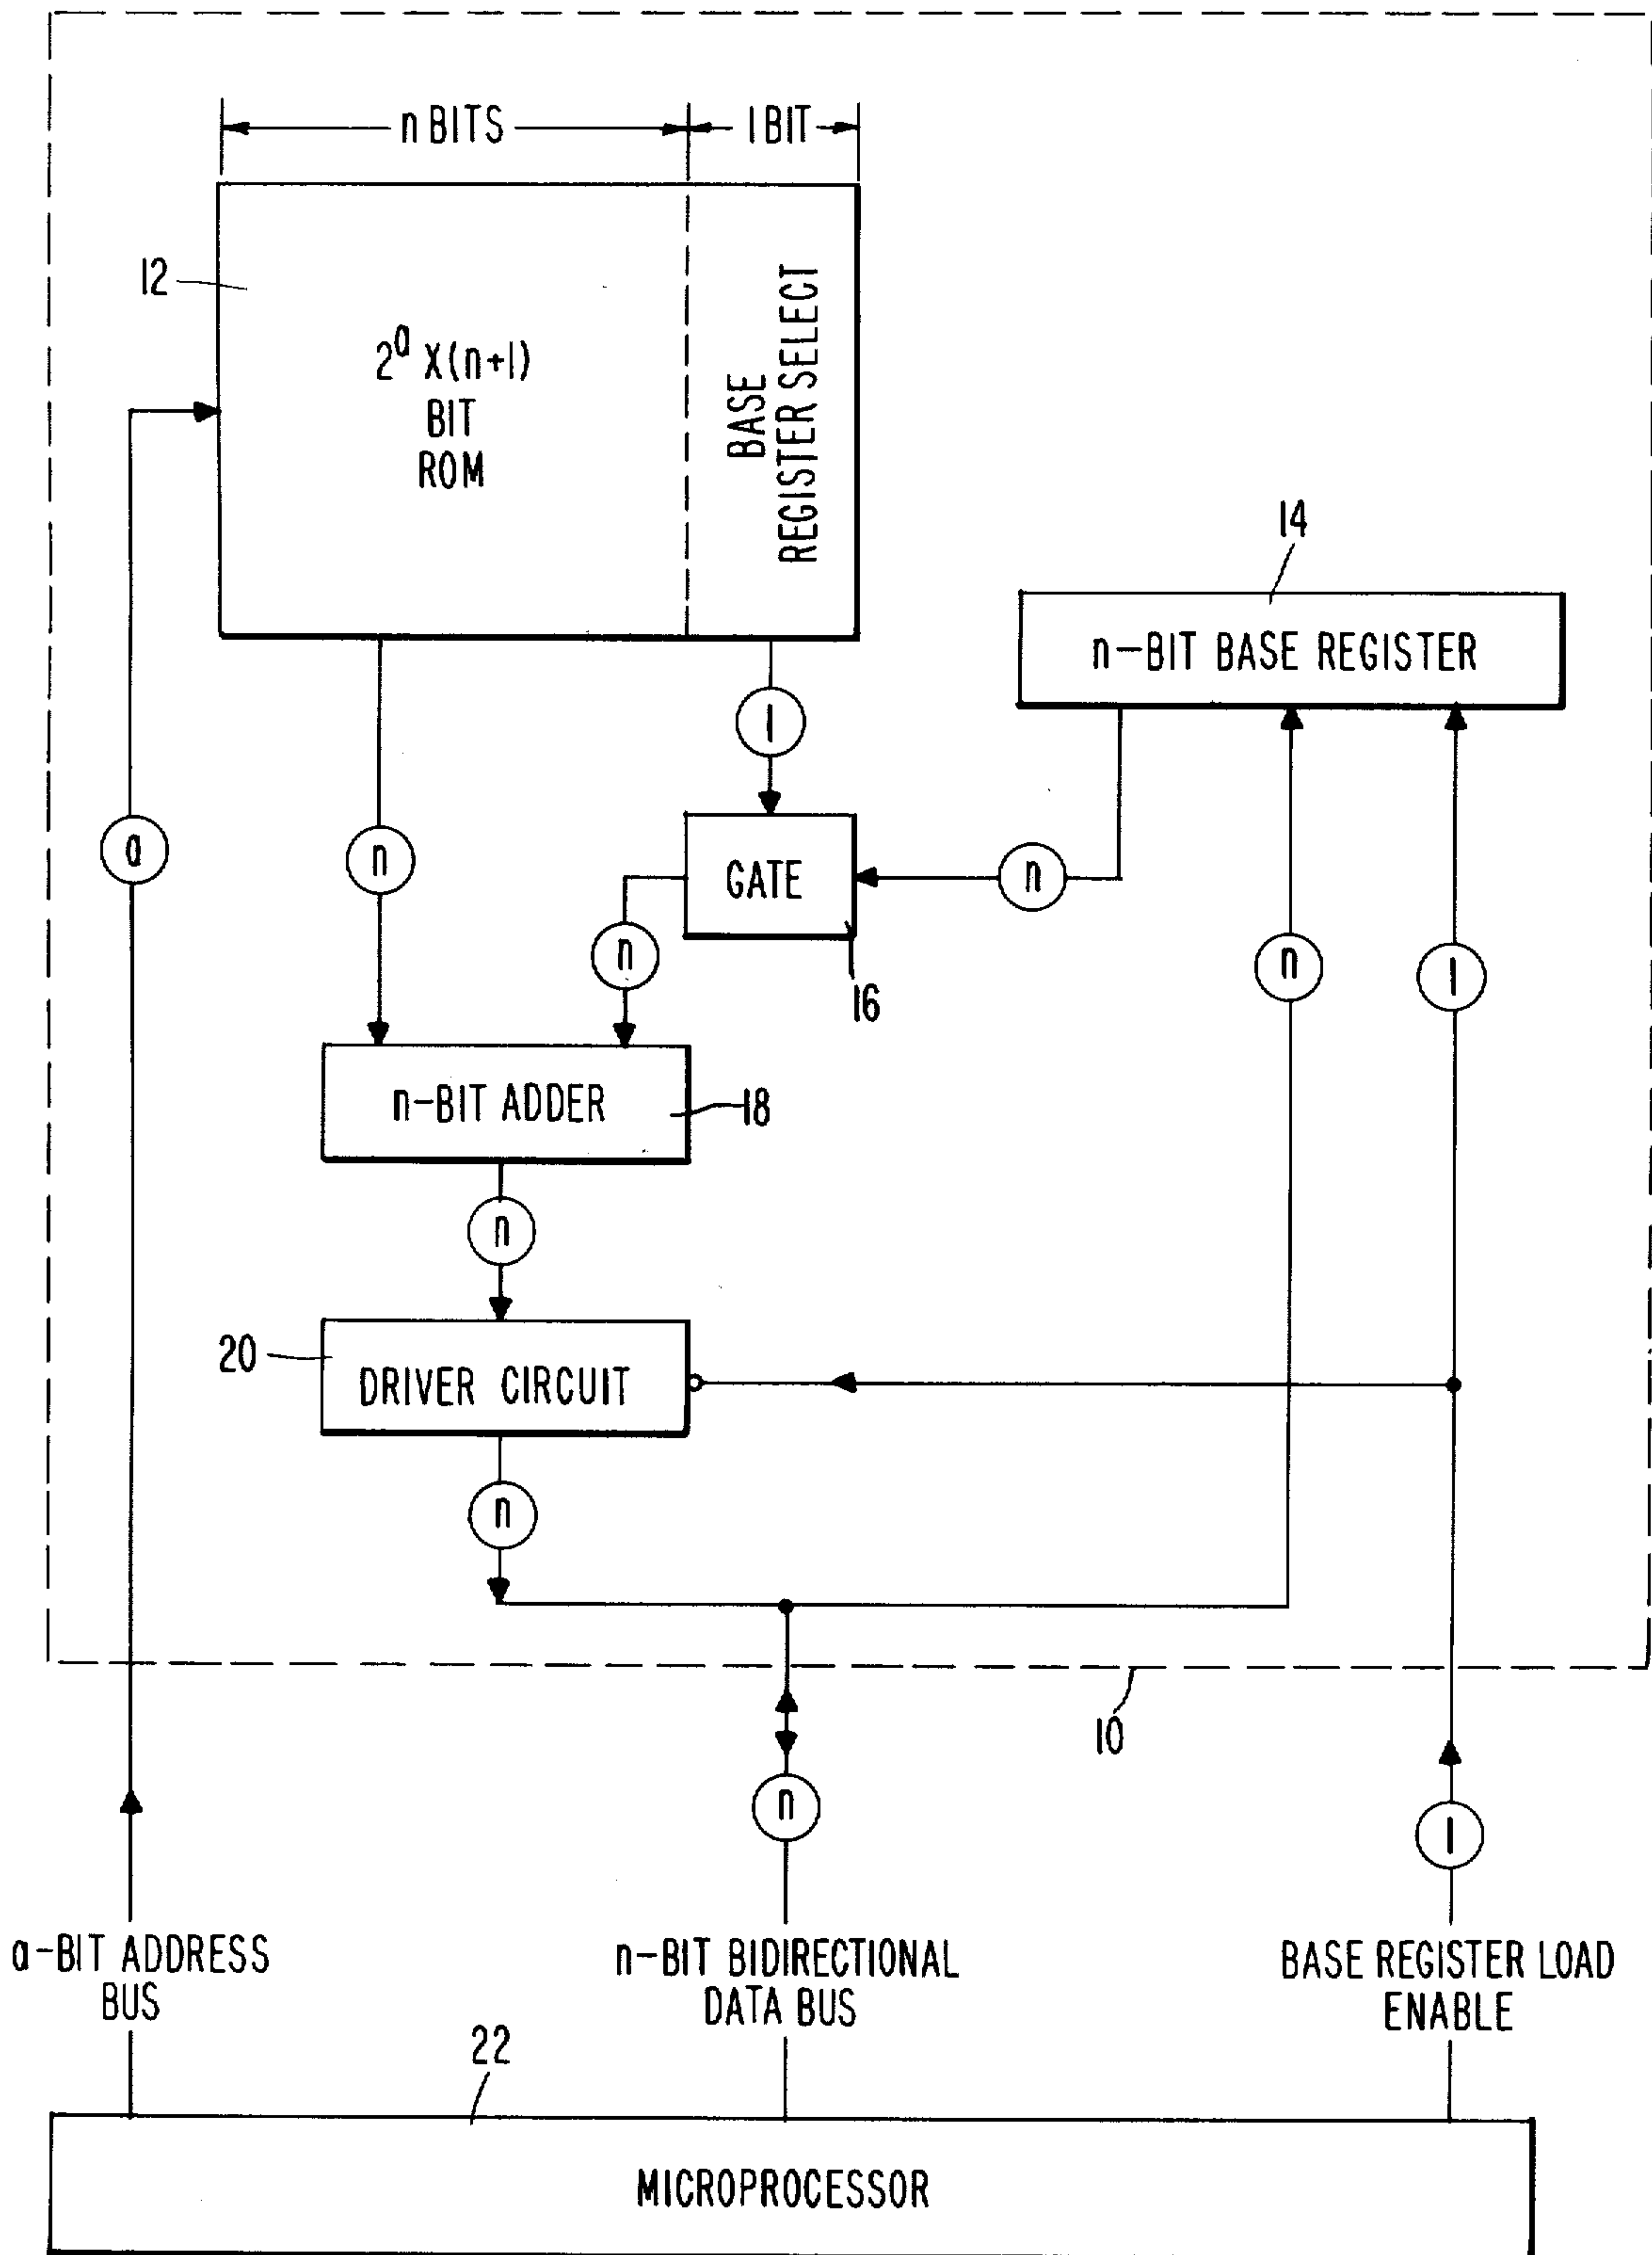 n BITS
1 BIT
12
2^a X(n+1)
BIT
ROM
BASE
REGISTER SELECT
14
n-BIT BASE REGISTER
1
a
n
GATE
n
n
n
1
16
n-BIT ADDER
18
n
20
DRIVER CIRCUIT
n
10
n
1
a-BIT ADDRESS
BUS
n-BIT BIDIRECTIONAL
DATA BUS
BASE REGISTER LOAD
ENABLE
22
MICROPROCESSOR